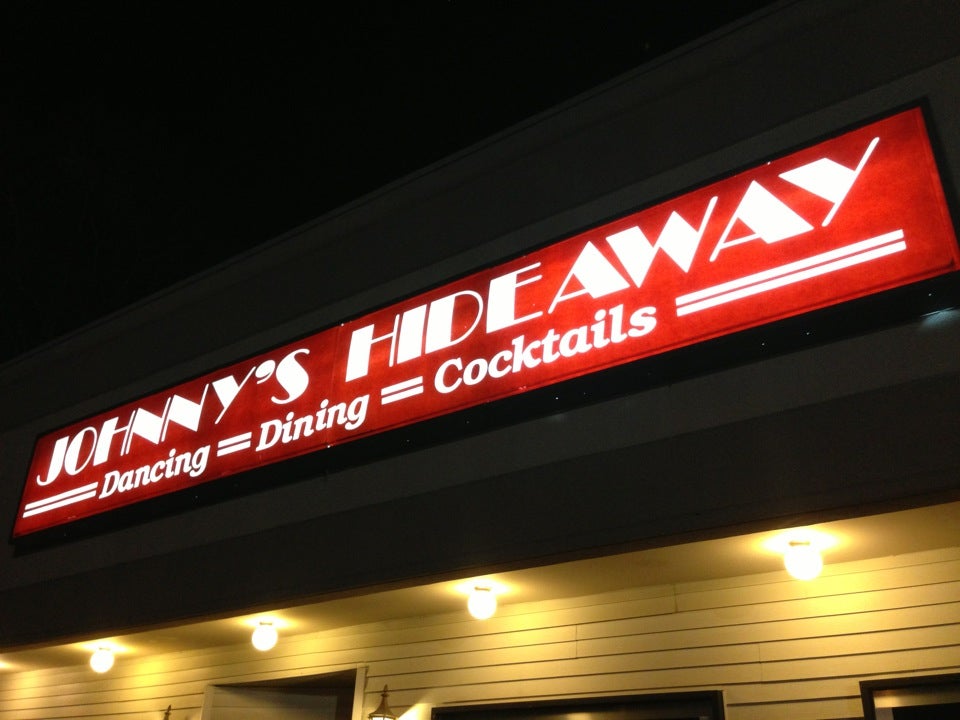 JOHNNY'S HIDEAWAY
Dancing = Dining = Cocktails